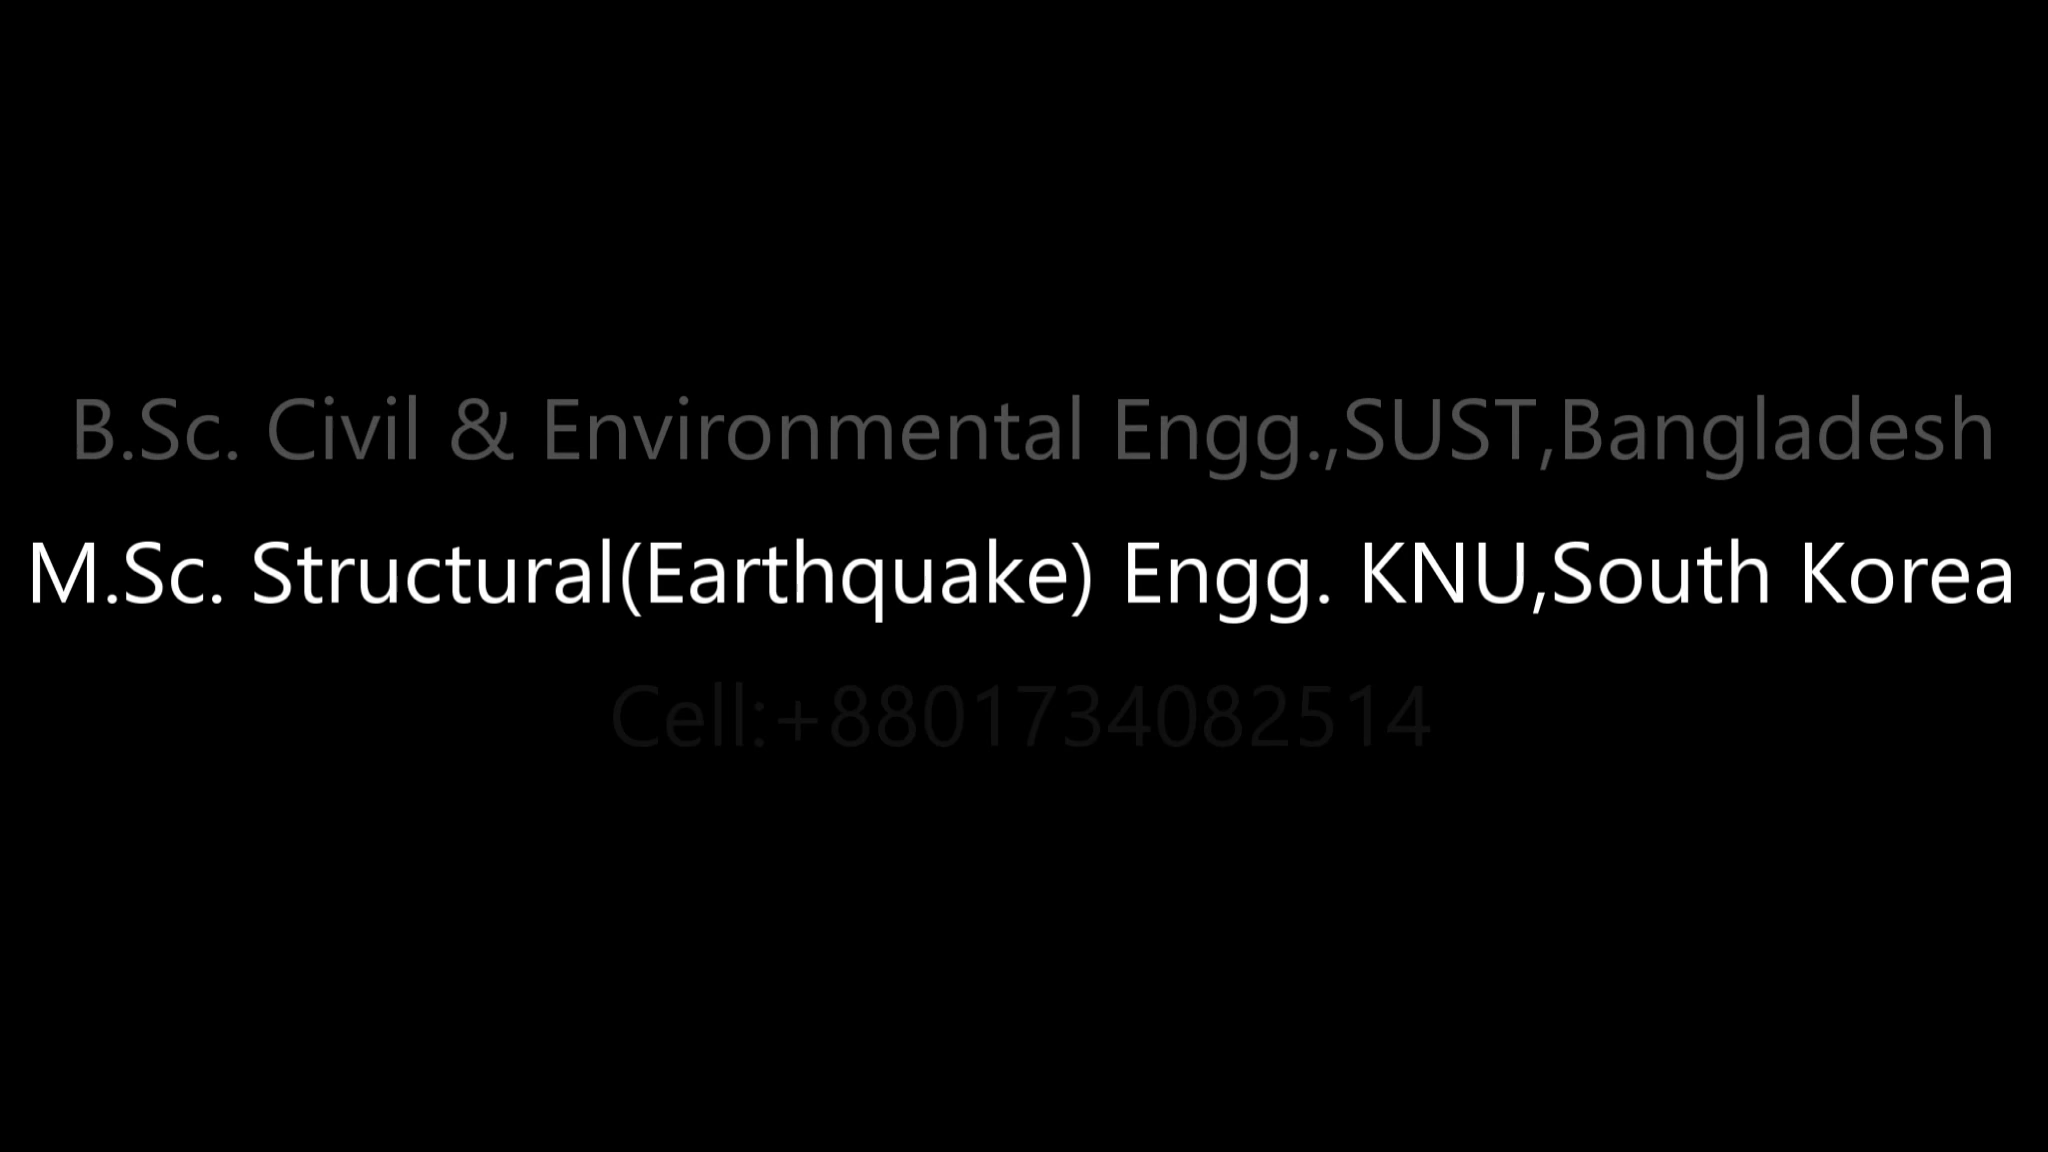 B.Sc. Civil & Environmental Engg.,SUST,Bangladesh
M.Sc. Structural(Earthquake) Engg. KNU,South Korea
Cell:+8801734082514